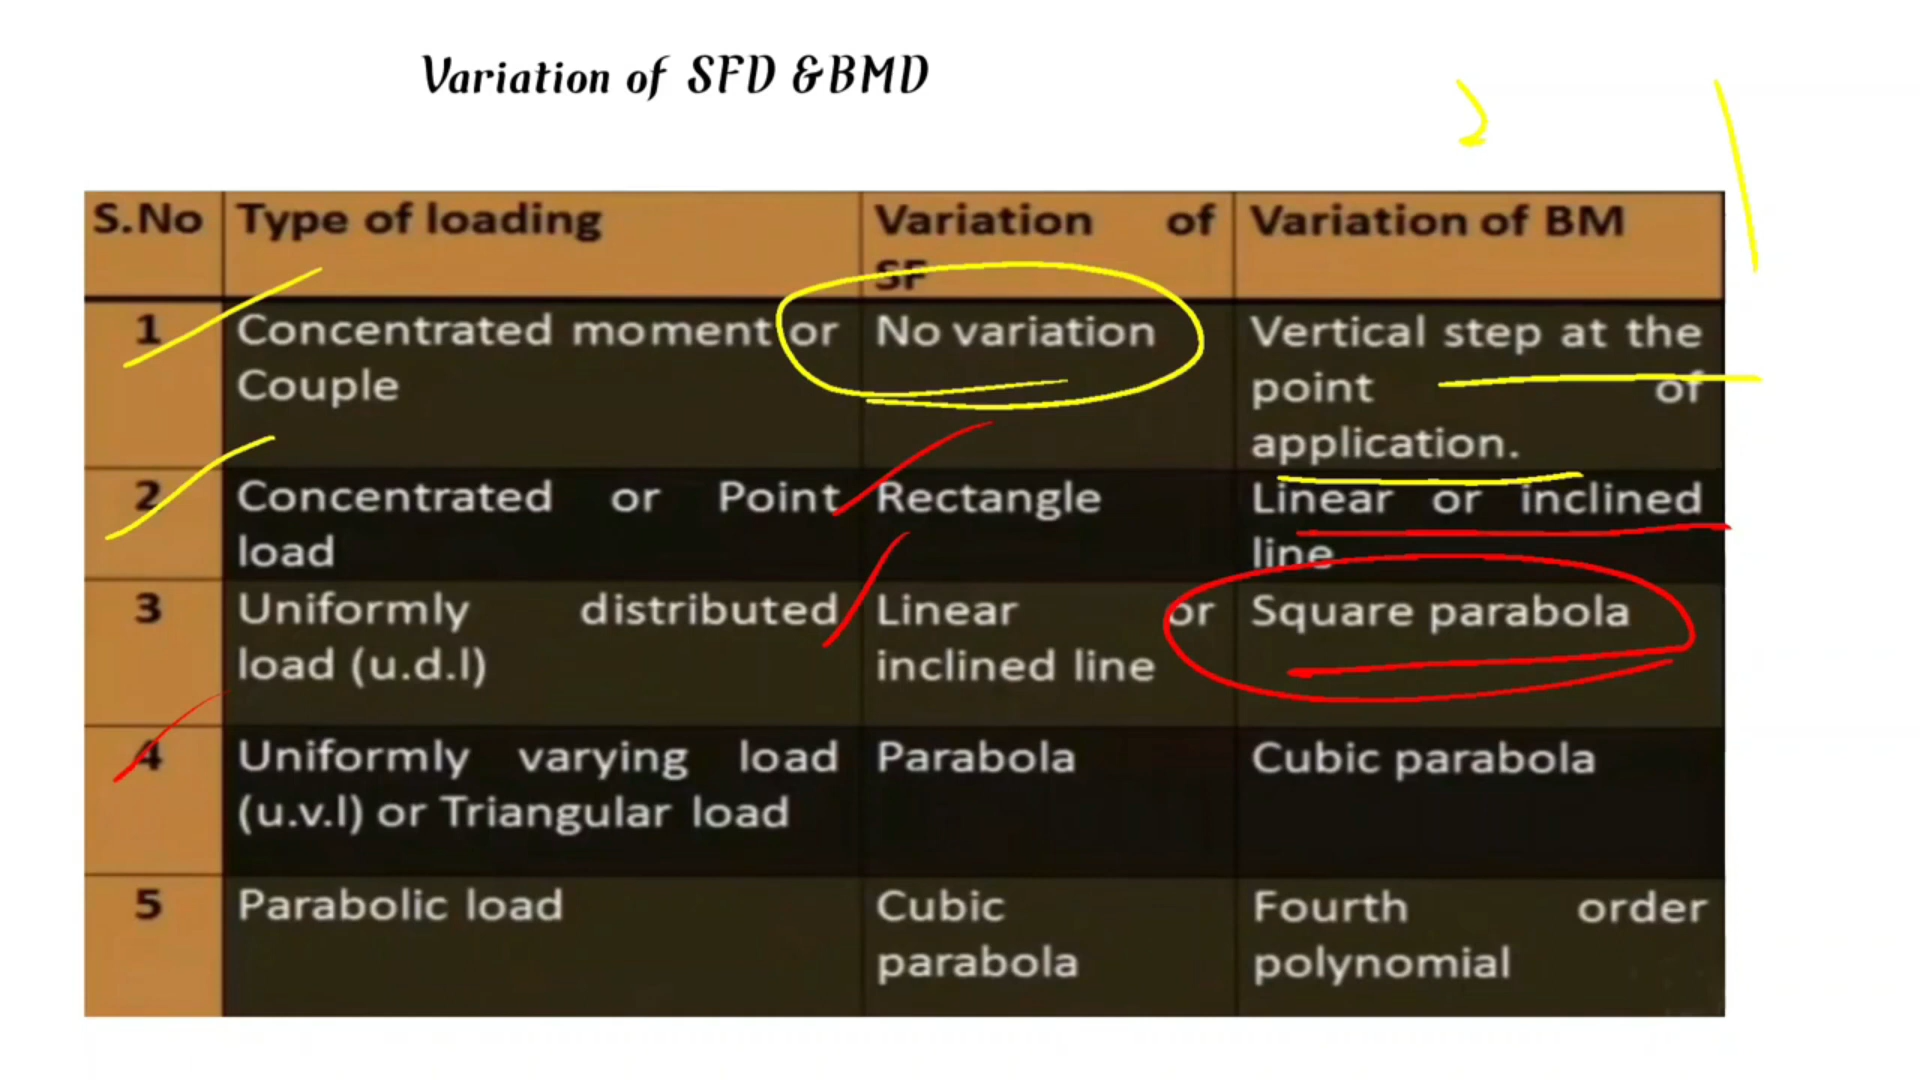 Variation of SFD &BMD
S.No Type of loading Variation of SF Variation of BM
1 Concentrated moment or Couple No variation Vertical step at the point of application.
2 Concentrated or Point load Rectangle Linear or inclined line
3 Uniformly distributed load (u.d.l) Linear or inclined line Square parabola
4 Uniformly varying load (u.v.l) or Triangular load Parabola Cubic parabola
5 Parabolic load Cubic parabola Fourth order polynomial